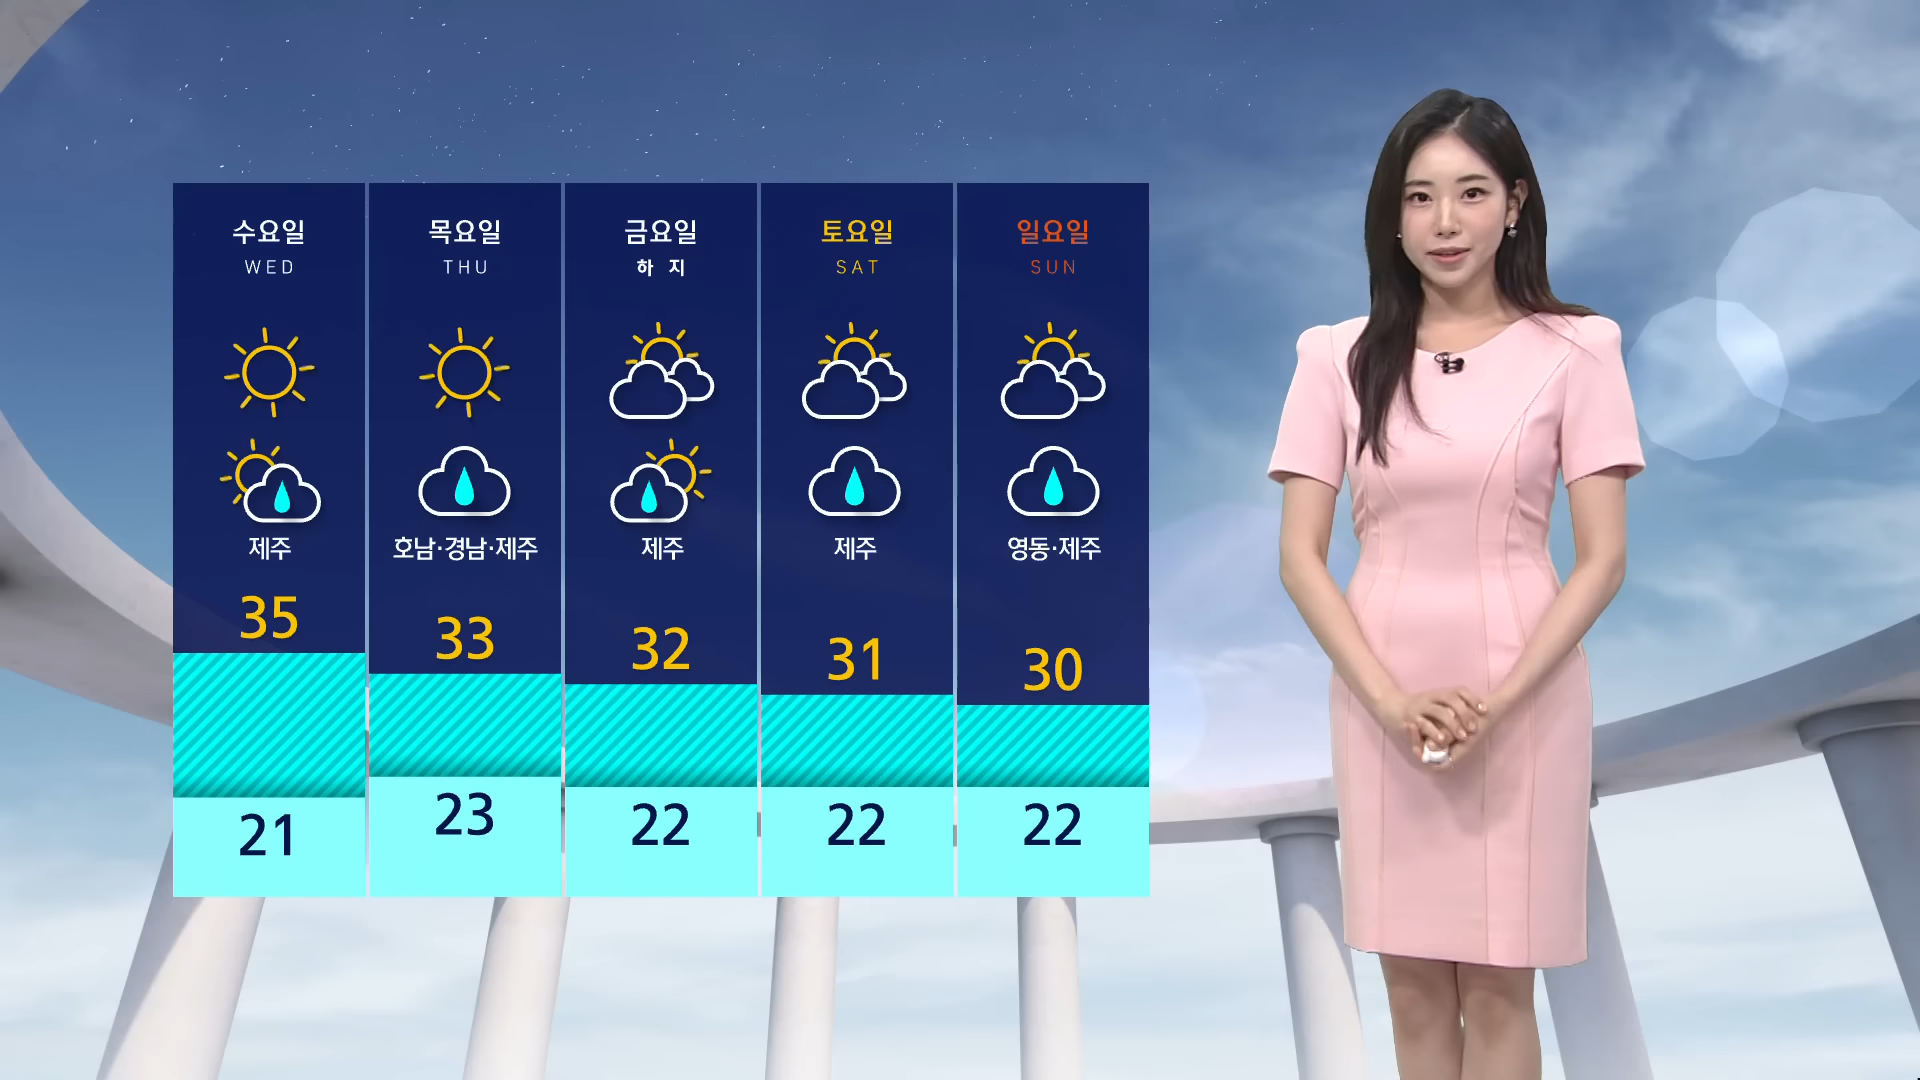 수요일
WED
제주
35
21
목요일
THU
호남·경남·제주
33
23
금요일
하 지
제주
32
22
토요일
SAT
제주
31
22
일요일
SUN
영동·제주
30
22